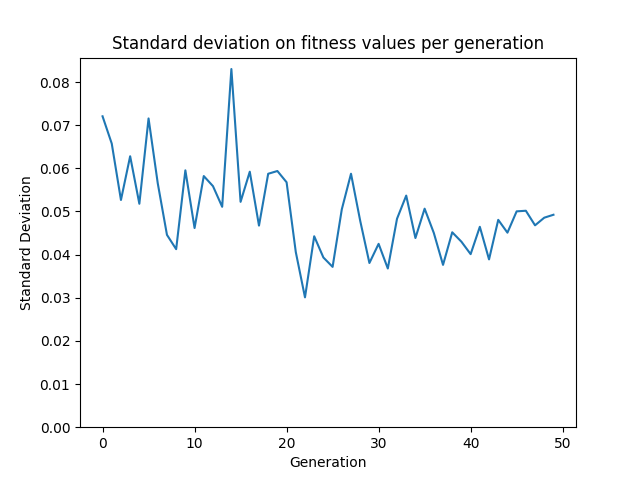 Standard deviation on fitness values per generation
0.08
0.07
0.06
0.05
0.04
0.03
0.02
0.01
0.00
Standard Deviation
0 10 20 30 40 50
Generation